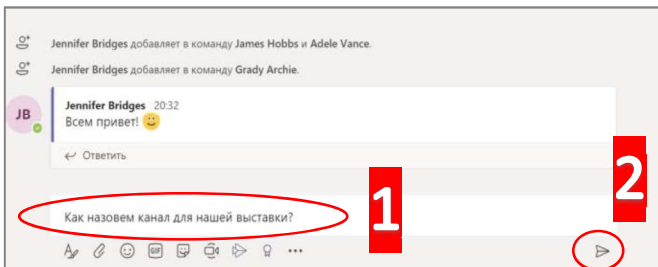 Jennifer Bridges добавляет в команду James Hobbs и Adele Vance.
Jennifer Bridges добавляет в команду Grady Archie.
JB
Jennifer Bridges 20:32
Всем привет!
Ответить
Как назовем канал для нашей выставки?
1
2
GIF